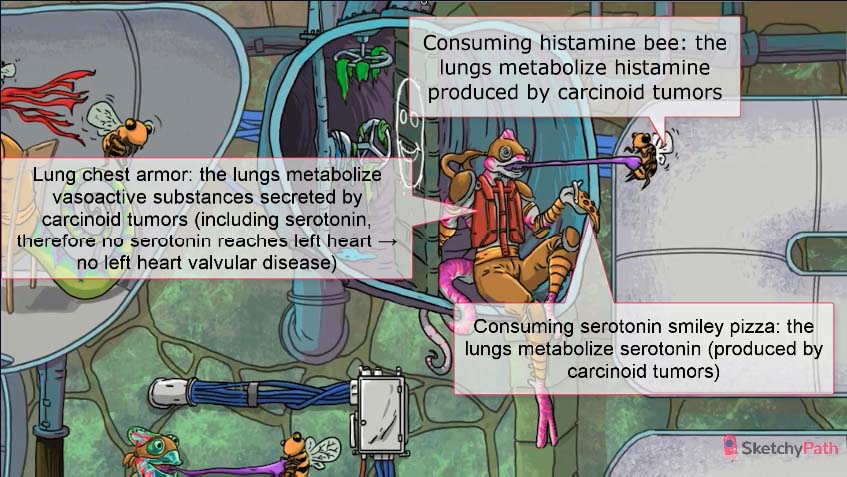 Consuming histamine bee: the
lungs metabolize histamine
produced by carcinoid tumors
Lung chest armor: the lungs metabolize
vasoactive substances secreted by
carcinoid tumors (including serotonin,
therefore no serotonin reaches left heart →
no left heart valvular disease)
Consuming serotonin smiley pizza: the
lungs metabolize serotonin (produced by
carcinoid tumors)
SketchyPath